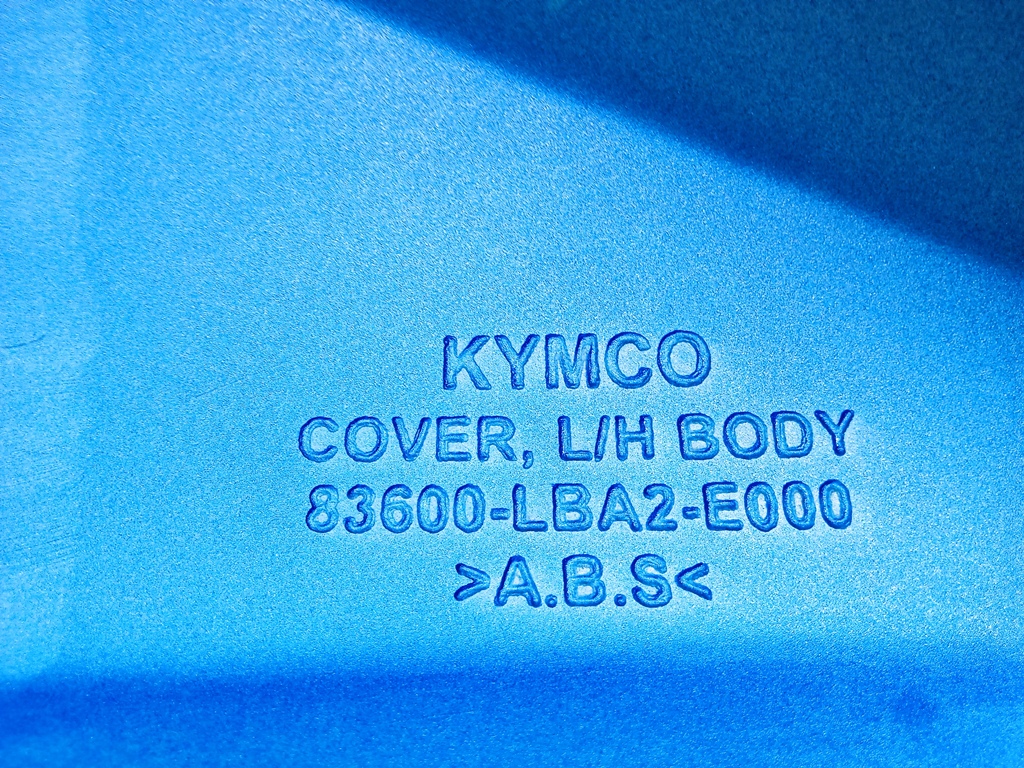 KYMCO
COVER, L/H BODY
83600-LBA2-E000
>A.B.S<